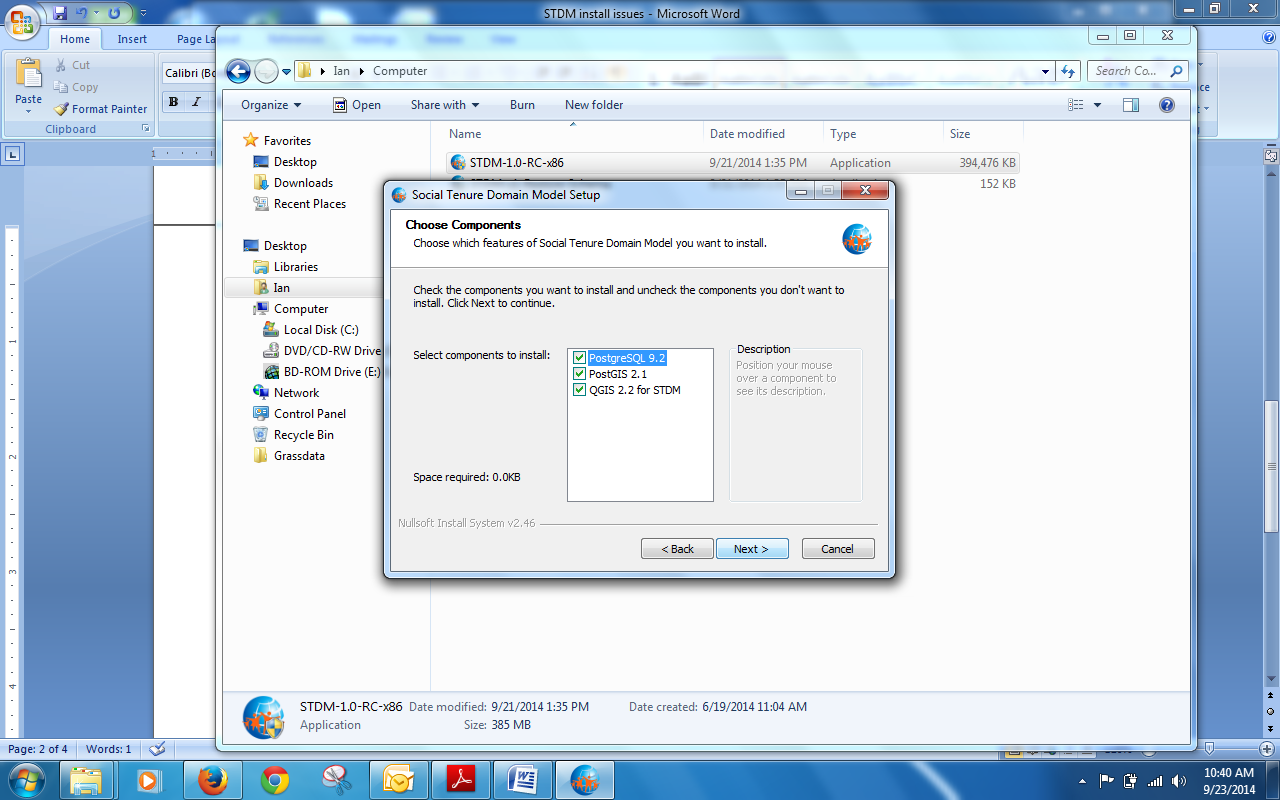 STDM install issues - Microsoft Word
Home
Insert
Page La
Cut
Copy
Format Painter
Paste
Clipboard
Calibri (Bo
B I
Ian
Computer
Search Co...
Organize
Open
Share with
Burn
New folder
Name
Date modified
Type
Size
STDM-1.0-RC-x86
9/21/2014 1:35 PM
Application
394,476 KB
152 KB
Favorites
Desktop
Downloads
Recent Places
Desktop
Libraries
Ian
Computer
Local Disk (C:)
DVD/CD-RW Drive
BD-ROM Drive (E:)
Network
Control Panel
Recycle Bin
Grassdata
Social Tenure Domain Model Setup
Choose Components
Choose which features of Social Tenure Domain Model you want to install.
Check the components you want to install and uncheck the components you don't want to
install. Click Next to continue.
Select components to install:
PostgreSQL 9.2
PostGIS 2.1
QGIS 2.2 for STDM
Description
Position your mouse
over a component to
see its description.
Space required: 0.0KB
Nullsoft Install System v2.46
< Back
Next >
Cancel
STDM-1.0-RC-x86 Date modified: 9/21/2014 1:35 PM Date created: 6/19/2014 11:04 AM
Application Size: 385 MB
Page: 2 of 4
Words: 1
10:40 AM
9/23/2014